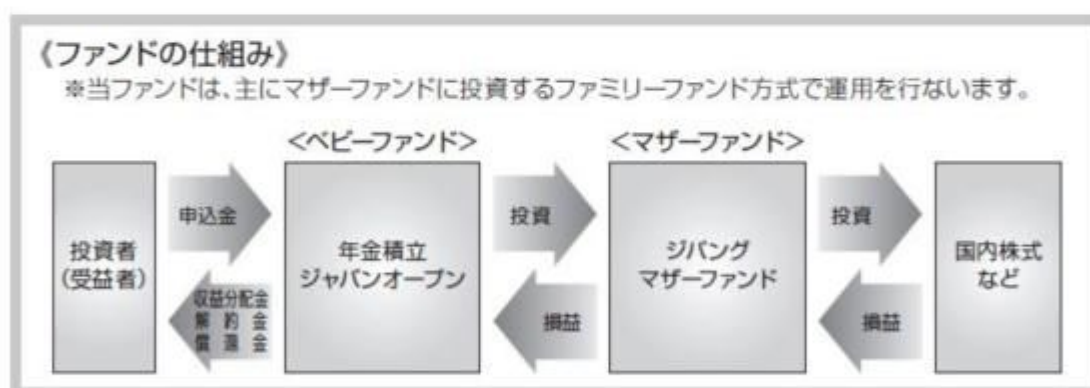 《ファンドの仕組み》
※当ファンドは、主にマザーファンドに投資するファミリーファンド方式で運用を行ないます。
<ベビーファンド>
<マザーファンド>
投資者
(受益者)
申込金
収益分配金
解約金
償還金
年金積立
ジャパンオープン
投資
損益
ジパング
マザーファンド
投資
損益
国内株式
など